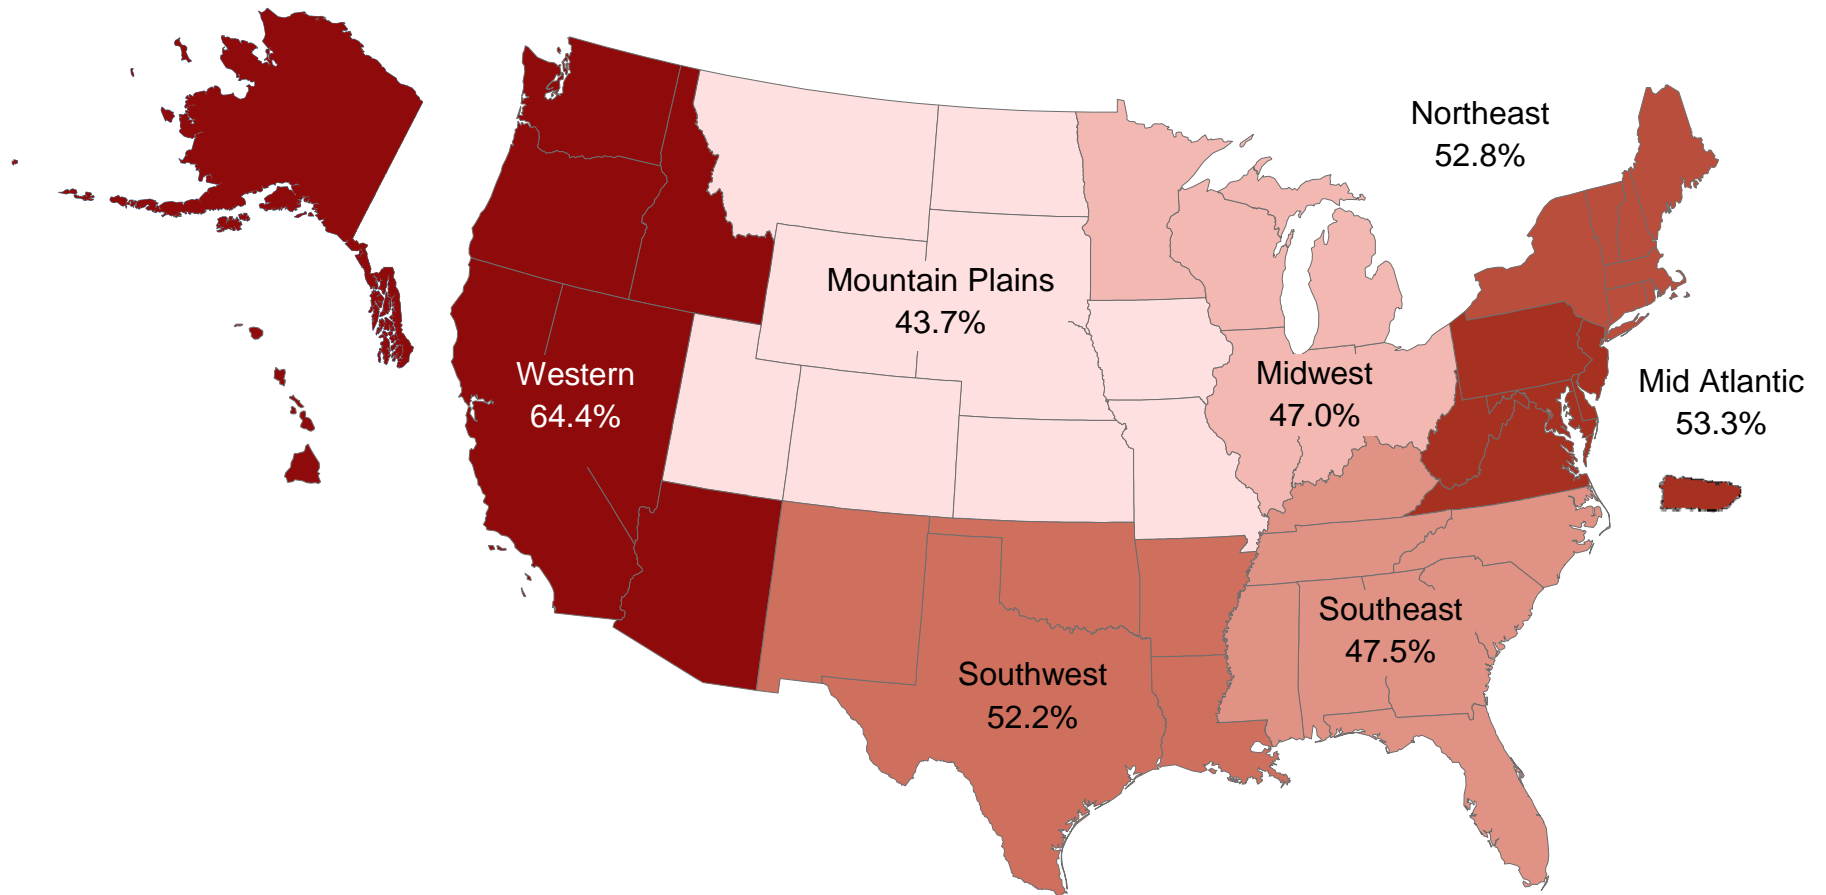 Northeast
52.8%
Mountain Plains
43.7%
Western
64.4%
Midwest
47.0%
Mid Atlantic
53.3%
Southeast
47.5%
Southwest
52.2%